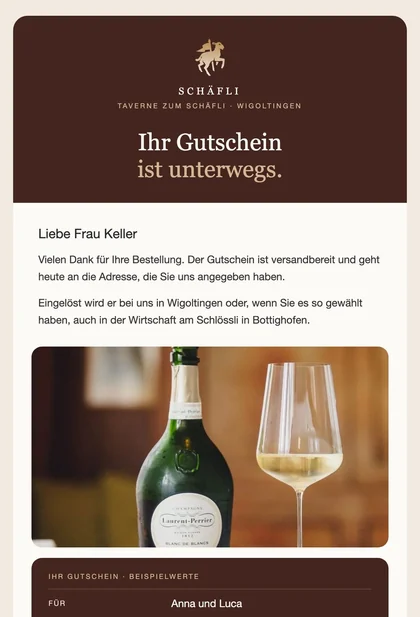 SCHÄFLI
TAVERNE ZUM SCHÄFLI · WIGOLTINGEN
Ihr Gutschein
ist unterwegs.
Liebe Frau Keller
Vielen Dank für Ihre Bestellung. Der Gutschein ist versandbereit und geht
heute an die Adresse, die Sie uns angegeben haben.
Eingelöst wird er bei uns in Wigoltingen oder, wenn Sie es so gewählt
haben, auch in der Wirtschaft am Schlössli in Bottighofen.
CHAMPAGNE
Laurent-Perrier
1812
BLANC DE BLANCS
IHR GUTSCHEIN · BEISPIELWERTE
FÜR Anna und Luca